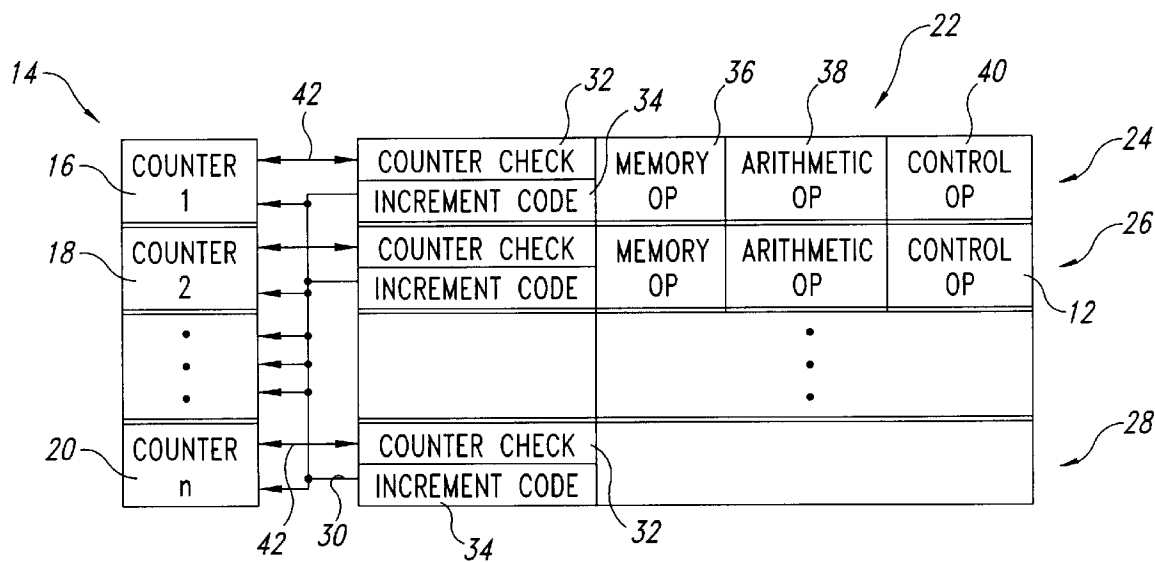 22
14
42
32
34
36
38
40
COUNTER
1
COUNTER CHECK
INCREMENT CODE
MEMORY
OP
ARITHMETIC
OP
CONTROL
OP
16
24
COUNTER
2
COUNTER CHECK
INCREMENT CODE
MEMORY
OP
ARITHMETIC
OP
CONTROL
OP
18
26
12
COUNTER
n
COUNTER CHECK
INCREMENT CODE
20
28
42
30
34
32